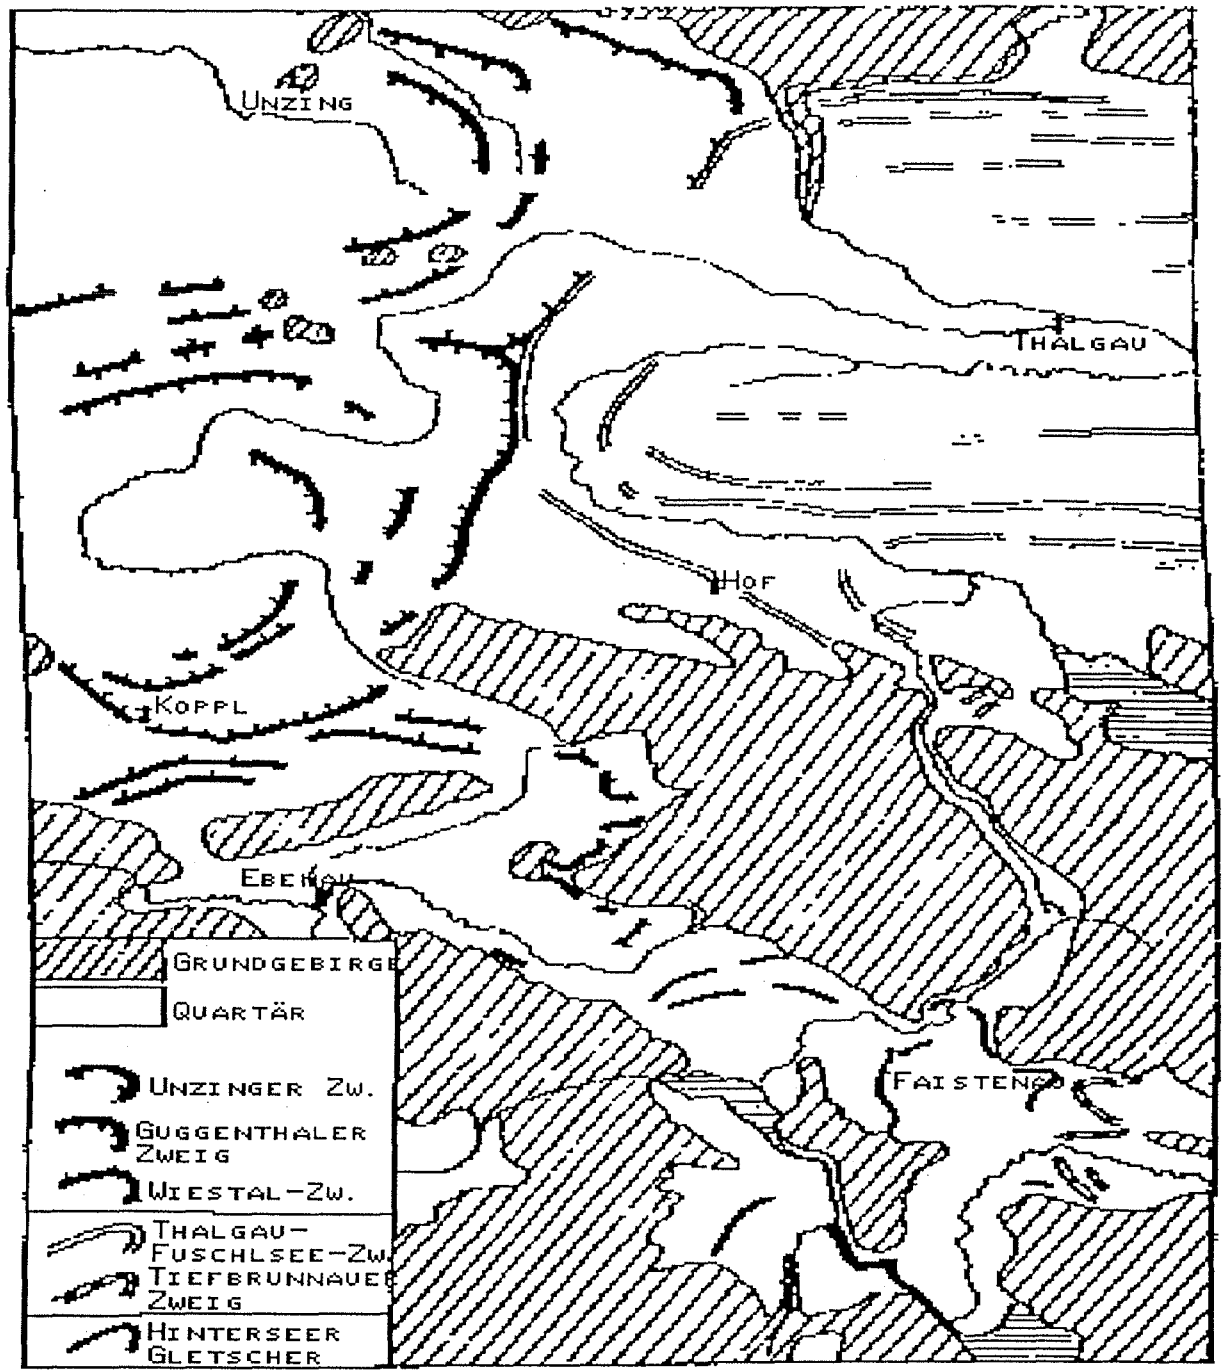 UNZING
THALGAU
HOF
KOPPL
EBENAU
GRUNDGEBIRGE
QUARTÄR
FAISTENAU
UNZINGER ZW.
GUGGENTHALER
ZWEIG
WIESTAL-ZW.
THALGAU-
FUSCHLSEE-ZW.
TIEFBRUNNAUER
ZWEIG
HINTERSEER
GLETSCHER